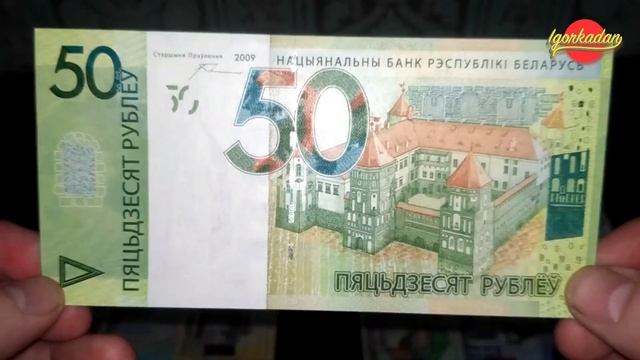 Igorkadan
50
Старшыня Праўлення 2009
НАЦЫЯНАЛЬНЫ БАНК РЭСПУБЛІКІ БЕЛАРУСЬ
50
ПЯЦЬДЗЕСЯТ РУБЛЁЎ
ПЯЦЬДЗЕСЯТ РУБЛЁЎ